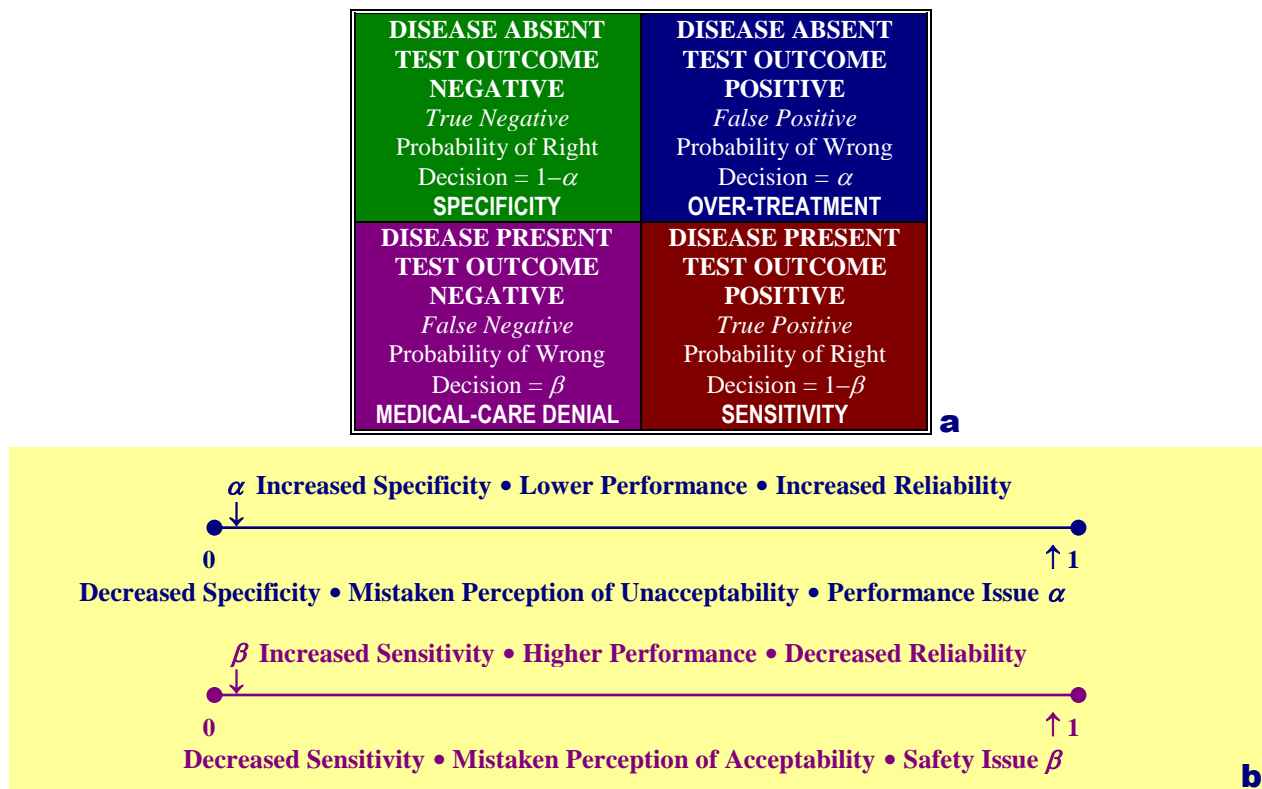 DISEASE ABSENT
TEST OUTCOME
NEGATIVE
True Negative
Probability of Right
Decision = 1–α
SPECIFICITY
DISEASE ABSENT
TEST OUTCOME
POSITIVE
False Positive
Probability of Wrong
Decision = α
OVER-TREATMENT
DISEASE PRESENT
TEST OUTCOME
NEGATIVE
False Negative
Probability of Wrong
Decision = β
MEDICAL-CARE DENIAL
DISEASE PRESENT
TEST OUTCOME
POSITIVE
True Positive
Probability of Right
Decision = 1–β
SENSITIVITY
a
α Increased Specificity • Lower Performance • Increased Reliability
↓
0 ↑ 1
Decreased Specificity • Mistaken Perception of Unacceptability • Performance Issue α
β Increased Sensitivity • Higher Performance • Decreased Reliability
↓
0 ↑ 1
Decreased Sensitivity • Mistaken Perception of Acceptability • Safety Issue β
b